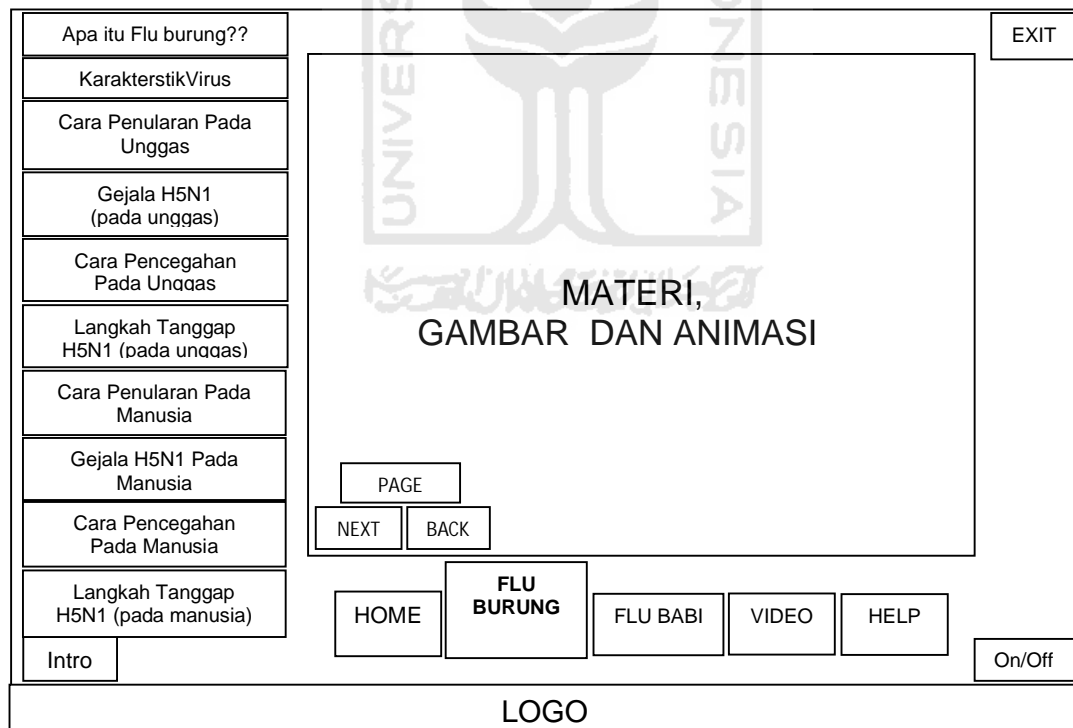 Apa itu Flu burung??
KarakterstikVirus
Cara Penularan Pada
Unggas
Gejala H5N1
(pada unggas)
Cara Pencegahan
Pada Unggas
Langkah Tanggap
H5N1 (pada unggas)
Cara Penularan Pada
Manusia
Gejala H5N1 Pada
Manusia
Cara Pencegahan
Pada Manusia
Langkah Tanggap
H5N1 (pada manusia)
Intro
EXIT
MATERI,
GAMBAR DAN ANIMASI
PAGE
NEXT BACK
HOME
FLU
BURUNG
FLU BABI
VIDEO
HELP
On/Off
LOGO